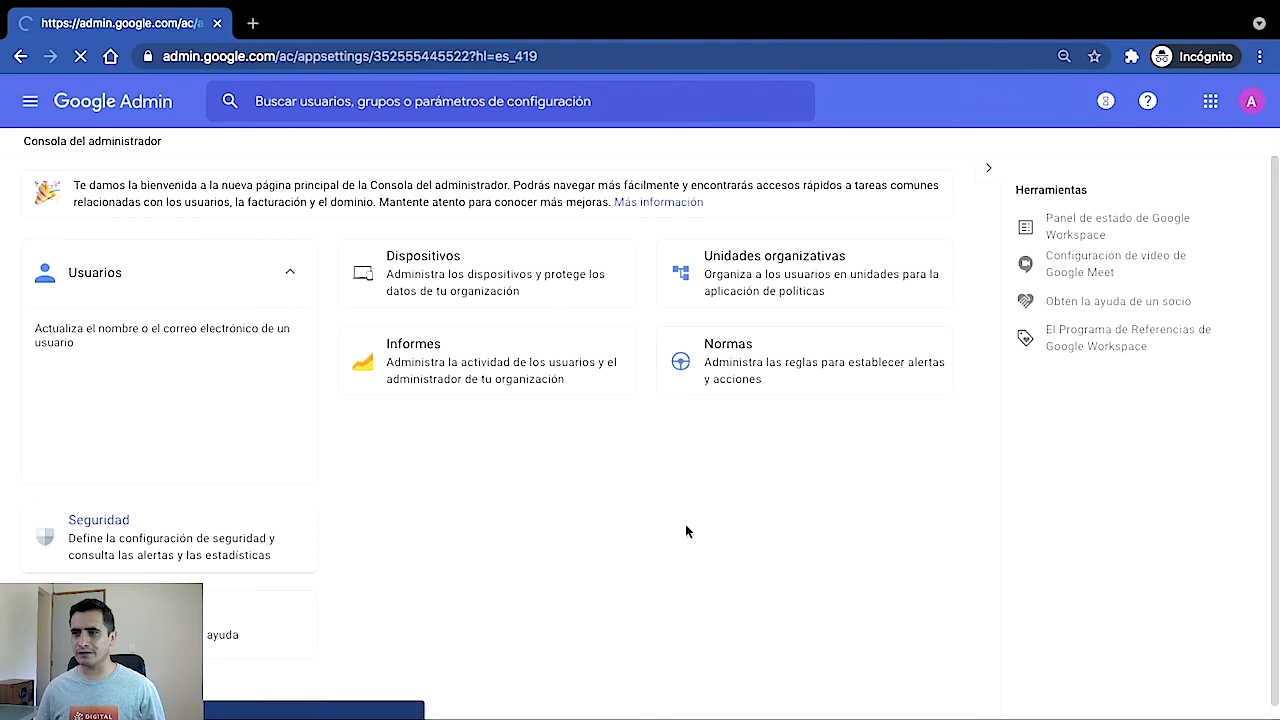 https://admin.google.com/ac/a
admin.google.com/ac/appsettings/352555445522?hl=es_419
Incógnito
Google Admin
Buscar usuarios, grupos o parámetros de configuración
A
Consola del administrador
Te damos la bienvenida a la nueva página principal de la Consola del administrador. Podrás navegar más fácilmente y encontrarás accesos rápidos a tareas comunes
relacionadas con los usuarios, la facturación y el dominio. Mantente atento para conocer más mejoras. Más información
Usuarios
Actualiza el nombre o el correo electrónico de un
usuario
Dispositivos
Administra los dispositivos y protege los
datos de tu organización
Unidades organizativas
Organiza a los usuarios en unidades para la
aplicación de políticas
Informes
Administra la actividad de los usuarios y el
administrador de tu organización
Normas
Administra las reglas para establecer alertas
y acciones
Seguridad
Define la configuración de seguridad y
consulta las alertas y las estadísticas
ayuda
Herramientas
Panel de estado de Google
Workspace
Configuración de video de
Google Meet
Obtén la ayuda de un socio
El Programa de Referencias de
Google Workspace
DIGITAL